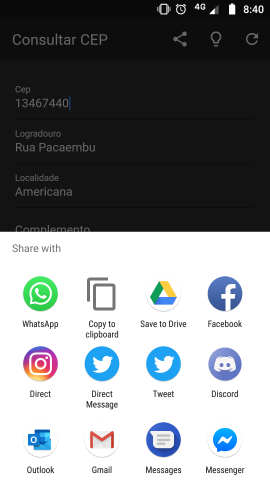 4G 8:40
Consultar CEP
Cep
13467440
Logradouro
Rua Pacaembu
Localidade
Americana
Complemento
Share with
WhatsApp
Copy to
clipboard
Save to Drive
Facebook
Direct
Direct
Message
Tweet
Discord
Outlook
Gmail
Messages
Messenger